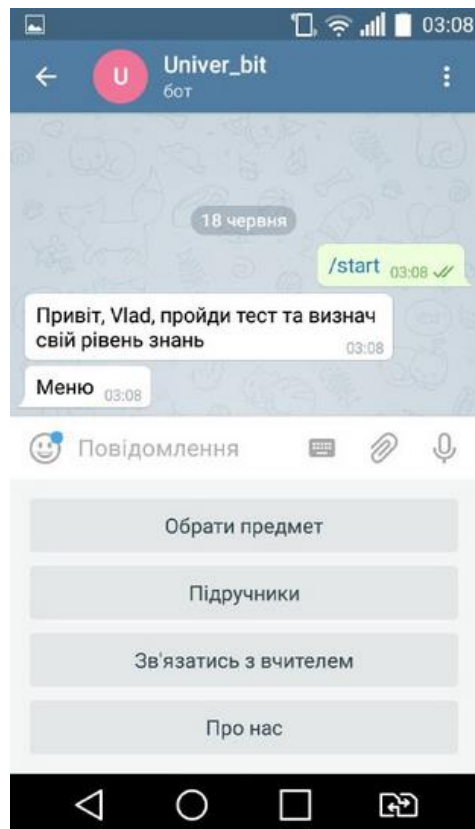 03:08
U
Univer_bit
бот
18 червня
/start 03:08
Привіт, Vlad, пройди тест та визнач
свій рівень знань
03:08
Меню 03:08
Повідомлення
Обрати предмет
Підручники
Зв'язатись з вчителем
Про нас